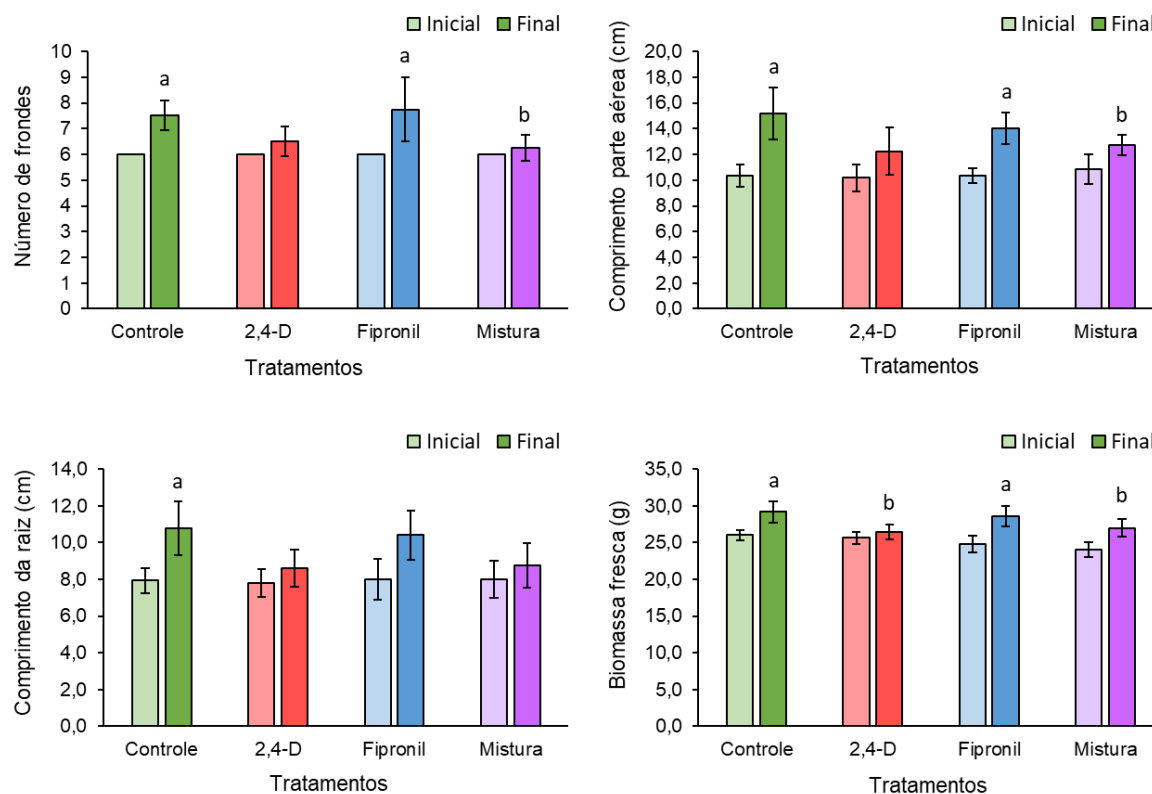 Inicial Final
Número de frondes
10
9
8
7
6
5
4
3
2
1
0
a
a
b
Controle 2,4-D Fipronil Mistura
Tratamentos
Inicial Final
Comprimento parte aérea (cm)
20,0
18,0
16,0
14,0
12,0
10,0
8,0
6,0
4,0
2,0
0,0
a
a
b
Controle 2,4-D Fipronil Mistura
Tratamentos
Inicial Final
Comprimento da raiz (cm)
14,0
12,0
10,0
8,0
6,0
4,0
2,0
0,0
a
Controle 2,4-D Fipronil Mistura
Tratamentos
Inicial Final
Biomassa fresca (g)
35,0
30,0
25,0
20,0
15,0
10,0
5,0
0,0
a
b
a
b
Controle 2,4-D Fipronil Mistura
Tratamentos